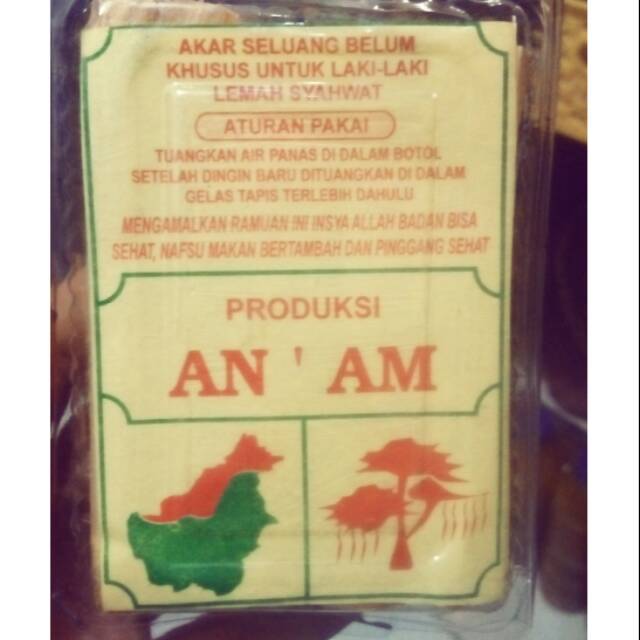 AKAR SELUANG BELUM
KHUSUS UNTUK LAKI-LAKI
LEMAH SYAHWAT
ATURAN PAKAI
TUANGKAN AIR PANAS DI DALAM BOTOL
SETELAH DINGIN BARU DITUANGKAN DI DALAM
GELAS TAPIS TERLEBIH DAHULU
MENGAMALKAN RAMUAN INI INSYA ALLAH BADAN BISA
SEHAT, NAFSU MAKAN BERTAMBAH DAN PINGGANG SEHAT
PRODUKSI
AN ' AM